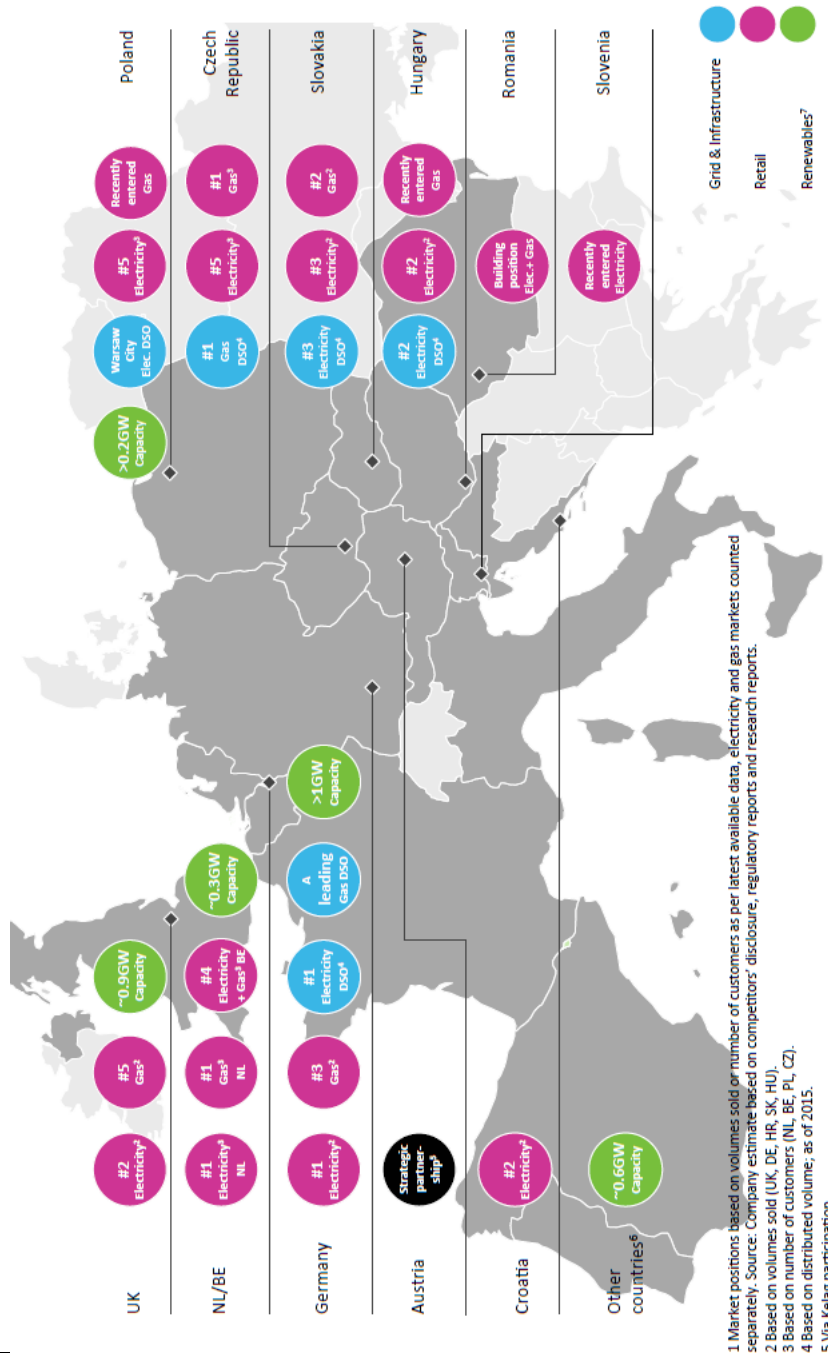 UK
#2
Electricity²
#5
Gas²
~0.9GW
Capacity
NL/BE
#1
Electricity³
NL
#1
Gas³
NL
#4
Electricity
+ Gas³ BE
~0.3GW
Capacity
Germany
#1
Electricity²
#3
Gas²
#1
Electricity
DSO⁴
A
leading
Gas DSO
>1GW
Capacity
Austria
Strategic
partner-
ship⁵
Croatia
#2
Electricity²
Other
countries⁶
~0.6GW
Capacity
>0.2GW
Capacity
Warsaw
City
Elec. DSO
#5
Electricity³
Recently
entered
Gas
Poland
#1
Gas
DSO⁴
#5
Electricity³
#1
Gas³
Czech
Republic
#3
Electricity
DSO⁴
#3
Electricity²
#2
Gas²
Slovakia
#2
Electricity
DSO⁴
#2
Electricity²
Recently
entered
Gas
Hungary
Building
position
Elec.+ Gas
Romania
Recently
entered
Electricity
Slovenia
Grid & Infrastructure
Retail
Renewables⁷
1 Market positions based on volumes sold or number of customers as per latest available data, electricity and gas markets counted
separately. Source: Company estimate based on competitors' disclosure, regulatory reports and research reports.
2 Based on volumes sold (UK, DE, HR, SK, HU).
3 Based on number of customers (NL, BE, PL, CZ).
4 Based on distributed volume; as of 2015.
5 Via Kelag participation